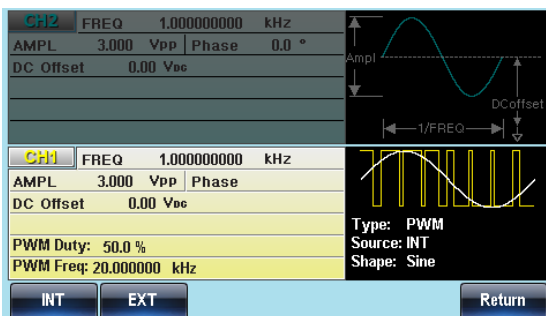 CH2 FREQ 1.000000000 kHz
AMPL 3.000 Vpp Phase 0.0 °
DC Offset 0.00 VDC
Ampl
DCoffset
1/FREQ
CH1 FREQ 1.000000000 kHz
AMPL 3.000 Vpp Phase
DC Offset 0.00 VDC
PWM Duty: 50.0 %
PWM Freq: 20.000000 kHz
Type: PWM
Source: INT
Shape: Sine
INT EXT Return